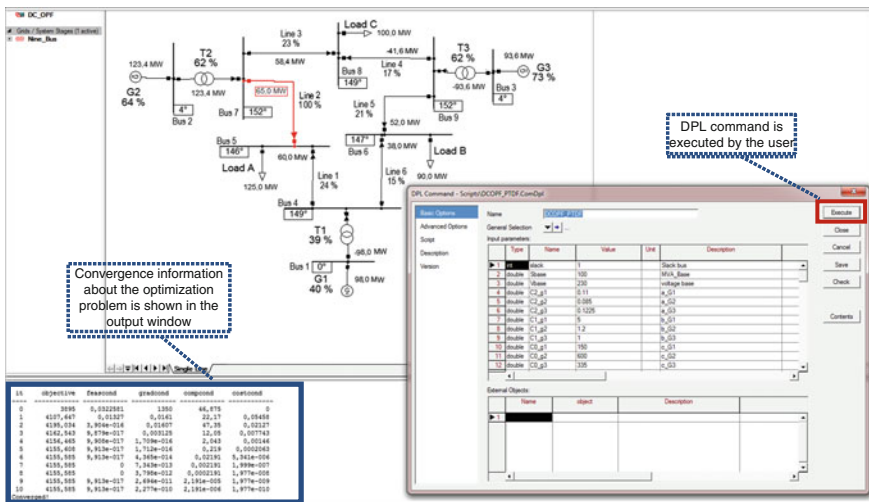 DC_OPF
Grids / System Stages (1 active)
Nine_Bus
Line 3
23 %
58,4 MW
Load C
100,0 MW
-41,6 MW
Line 4
17 %
T2
62 %
123,4 MW
123,4 MW
G2
64 %
4°
Bus 2
Bus 7
152°
65,0 MW
Line 2
100 %
Bus 8
149°
T3
62 %
-93,6 MW
93,6 MW
G3
73 %
Bus 3
4°
152°
Bus 9
Line 5
21 %
52,0 MW
Bus 5
146°
Load A
125,0 MW
60,0 MW
Line 1
24 %
147°
Bus 6
38,0 MW
Load B
90,0 MW
Line 6
15 %
Bus 4
149°
T1
39 %
-98,0 MW
Bus 1
0°
G1
40 %
98,0 MW
DPL command is
executed by the user
Convergence information
about the optimization
problem is shown in the
output window
DPL Command - Scripts\DCOPF_PTDF.ComDpl
Basic Options
Advanced Options
Script
Description
Version
Name
DCOPF_PTDF
General Selection
...
Input parameters:
Type Name Value Unit Description
1 int slack 1 Slack bus
2 double Sbase 100 MVA_Base
3 double Vbase 230 voltage base
4 double C2_g1 0.11 a_G1
5 double C2_g2 0.085 a_G2
6 double C2_g3 0.1225 a_G3
7 double C1_g1 5 b_G1
8 double C1_g2 1.2 b_G2
9 double C1_g3 1 b_G3
10 double C0_g1 150 c_G1
11 double C0_g2 600 c_G2
12 double C0_g3 335 c_G3
External Objects:
Name object Description
1
Execute
Close
Cancel
Save
Check
Contents
it objective feascond gradcond compcond costcond
0 3895 0,0322581 1350 46,875 0
1 4107,647 0,01327 0,0161 22,17 0,05458
2 4195,034 3,904e-016 0,01607 47,35 0,02127
3 4162,543 9,879e-017 0,003125 12,05 0,007743
4 4156,465 9,908e-017 1,709e-016 2,043 0,00146
5 4155,608 9,913e-017 1,712e-016 0,219 0,0002063
6 4155,585 9,913e-017 4,365e-014 0,02191 5,341e-006
7 4155,585 0 7,343e-013 0,002191 1,999e-007
8 4155,585 0 3,798e-012 0,0002191 1,977e-008
9 4155,585 9,913e-017 2,694e-011 2,191e-005 1,977e-009
10 4155,585 9,913e-017 2,277e-010 2,191e-006 1,977e-010
Converged!